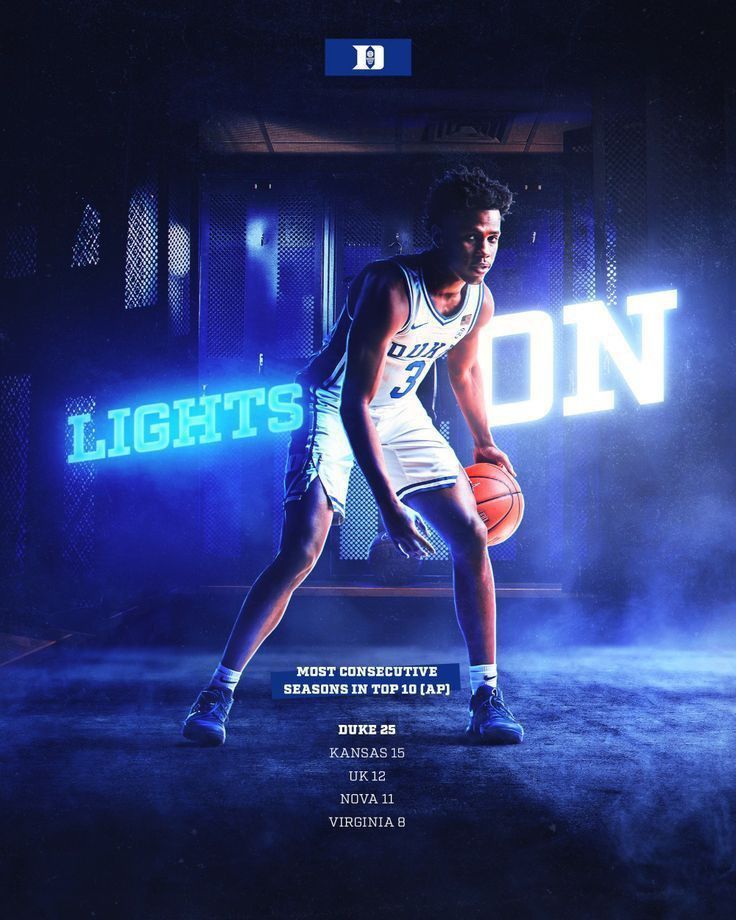 D
LIGHTS ON
DUKE
3
MOST CONSECUTIVE
SEASONS IN TOP 10 (AP)
DUKE 25
KANSAS 15
UK 12
NOVA 11
VIRGINIA 8